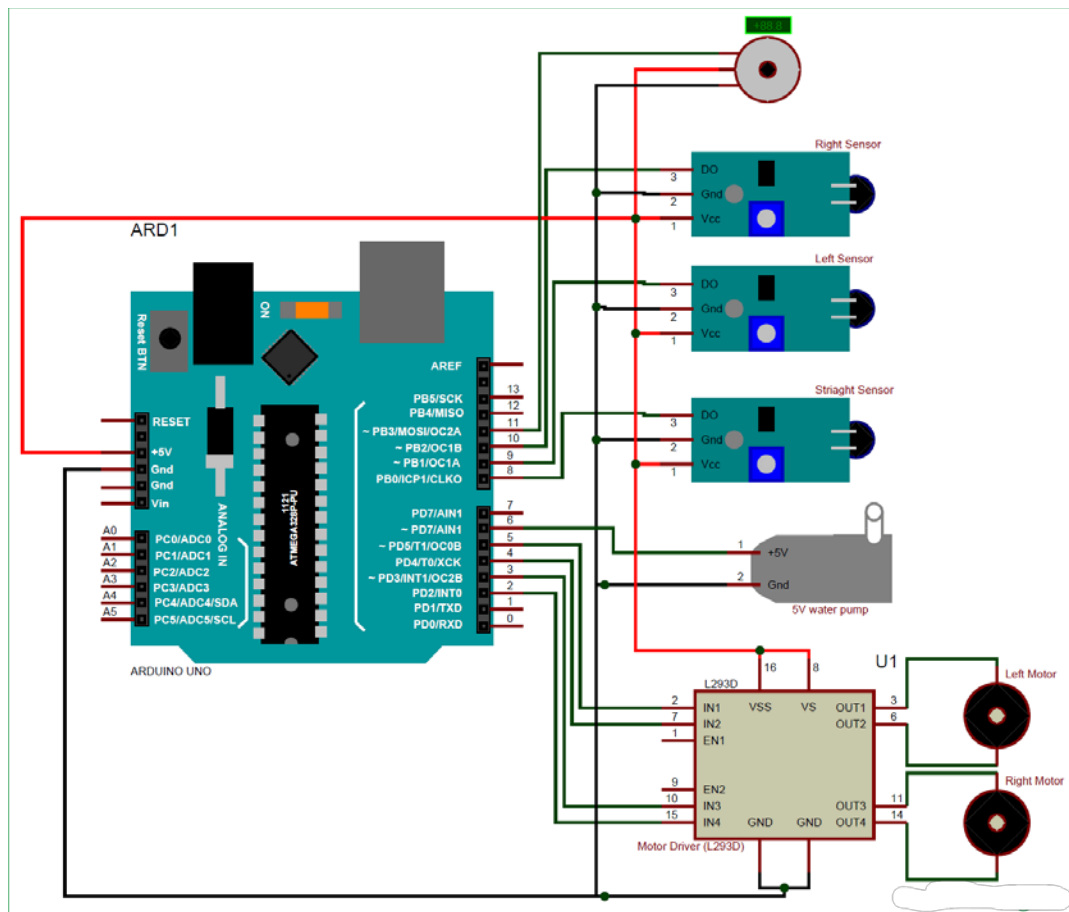 +88.8
Right Sensor
DO
3
Gnd
2
Vcc
1
Left Sensor
DO
3
Gnd
2
Vcc
1
Striaght Sensor
DO
3
Gnd
2
Vcc
1
ARD1
Reset BTN
ON
RESET
+5V
Gnd
Gnd
Vin
ANALOG IN
A0 PC0/ADC0
A1 PC1/ADC1
A2 PC2/ADC2
A3 PC3/ADC3
A4 PC4/ADC4/SDA
A5 PC5/ADC5/SCL
1121
ATMEGA328P-PU
AREF
PB5/SCK 13
PB4/MISO 12
~ PB3/MOSI/OC2A 11
~ PB2/OC1B 10
~ PB1/OC1A 9
PB0/ICP1/CLKO 8
PD7/AIN1 7
~ PD7/AIN1 6
~ PD5/T1/OC0B 5
PD4/T0/XCK 4
~ PD3/INT1/OC2B 3
PD2/INT0 2
PD1/TXD 1
PD0/RXD 0
ARDUINO UNO
1 +5V
2 Gnd
5V water pump
U1
L293D
16 8
VSS VS
2 IN1
7 IN2
1 EN1
9 EN2
10 IN3
15 IN4
GND GND
OUT1 3
OUT2 6
OUT3 11
OUT4 14
Motor Driver (L293D)
Left Motor
Right Motor